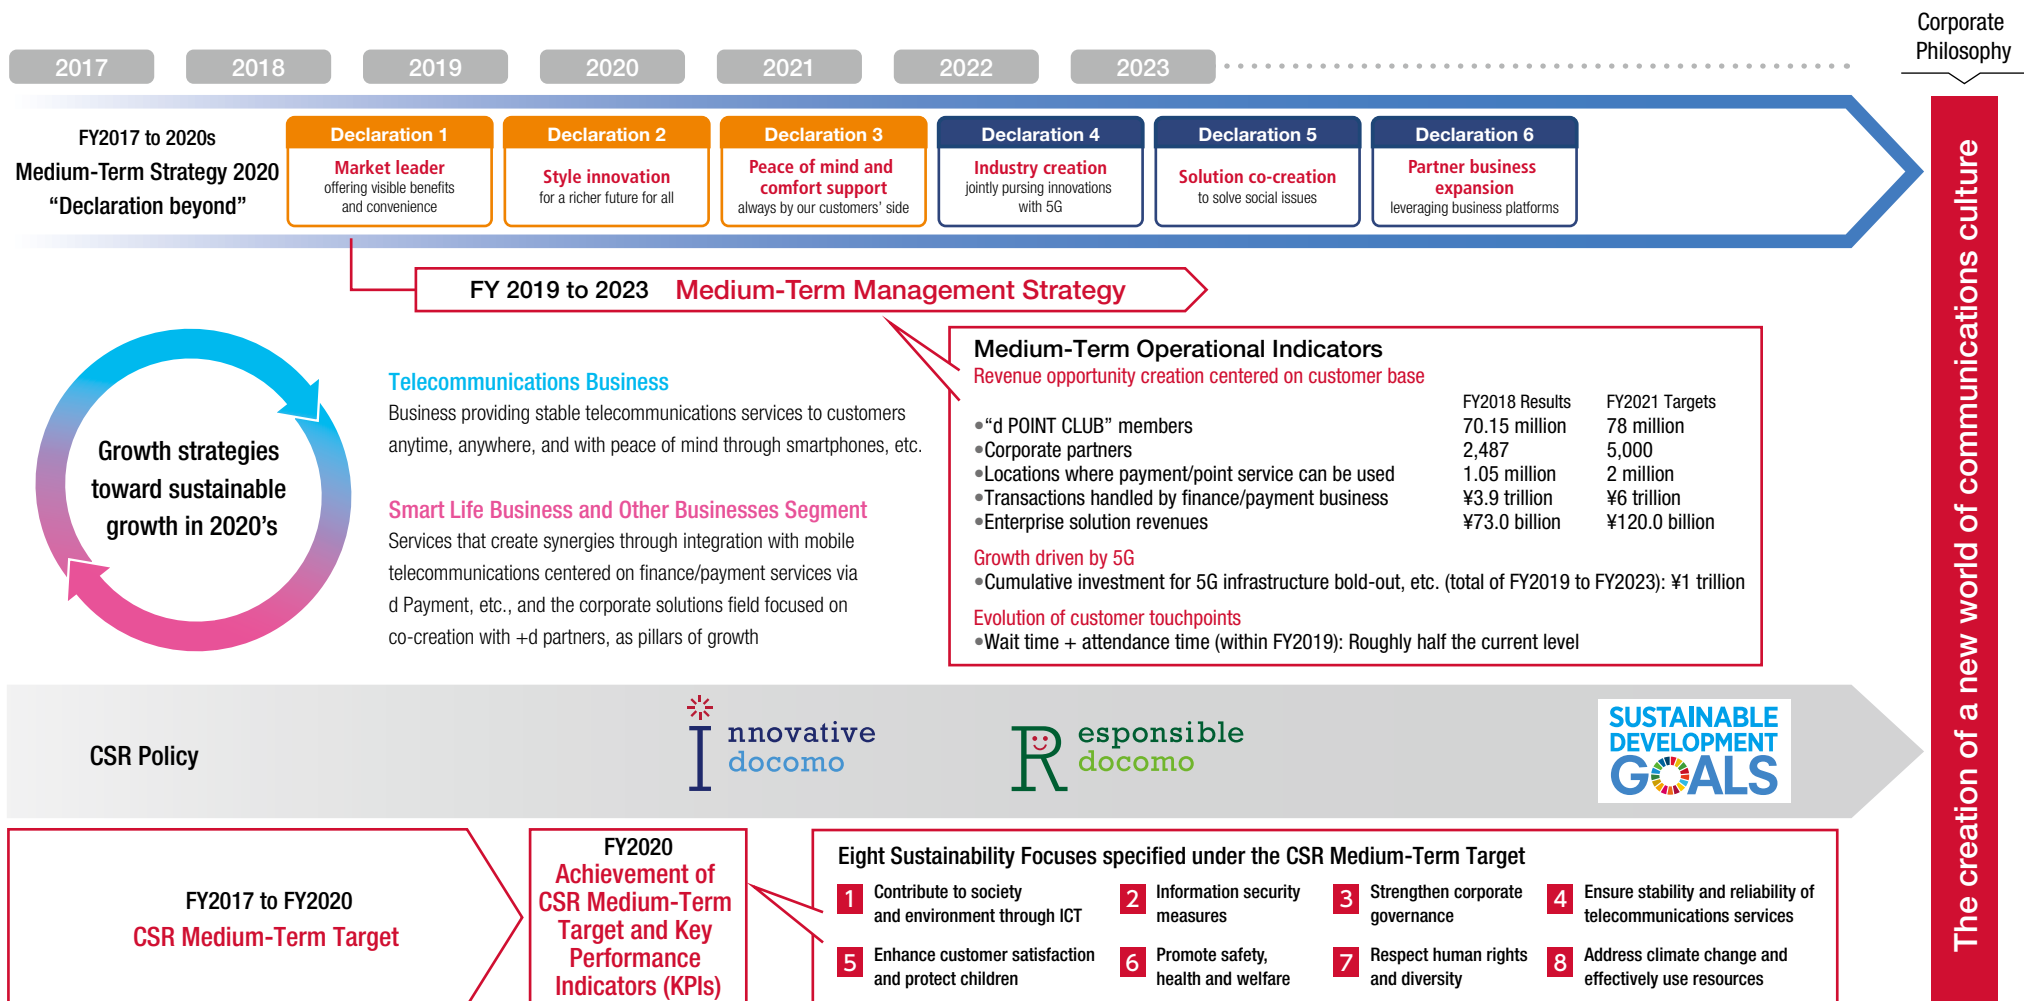 Corporate
Philosophy
2017
2018
2019
2020
2021
2022
2023
FY2017 to 2020s
Medium-Term Strategy 2020
“Declaration beyond”
Declaration 1
Market leader
offering visible benefits
and convenience
Declaration 2
Style innovation
for a richer future for all
Declaration 3
Peace of mind and
comfort support
always by our customers’ side
Declaration 4
Industry creation
jointly pursing innovations
with 5G
Declaration 5
Solution co-creation
to solve social issues
Declaration 6
Partner business
expansion
leveraging business platforms
FY 2019 to 2023 Medium-Term Management Strategy
Growth strategies
toward sustainable
growth in 2020’s
Telecommunications Business
Business providing stable telecommunications services to customers
anytime, anywhere, and with peace of mind through smartphones, etc.
Smart Life Business and Other Businesses Segment
Services that create synergies through integration with mobile
telecommunications centered on finance/payment services via
d Payment, etc., and the corporate solutions field focused on
co-creation with +d partners, as pillars of growth
Medium-Term Operational Indicators
Revenue opportunity creation centered on customer base
FY2018 Results FY2021 Targets
●“d POINT CLUB” members 70.15 million 78 million
●Corporate partners 2,487 5,000
●Locations where payment/point service can be used 1.05 million 2 million
●Transactions handled by finance/payment business ¥3.9 trillion ¥6 trillion
●Enterprise solution revenues ¥73.0 billion ¥120.0 billion
Growth driven by 5G
●Cumulative investment for 5G infrastructure bold-out, etc. (total of FY2019 to FY2023): ¥1 trillion
Evolution of customer touchpoints
●Wait time + attendance time (within FY2019): Roughly half the current level
CSR Policy
Innovative
docomo
Responsible
docomo
SUSTAINABLE
DEVELOPMENT
GOALS
FY2017 to FY2020
CSR Medium-Term Target
FY2020
Achievement of
CSR Medium-Term
Target and Key
Performance
Indicators (KPIs)
Eight Sustainability Focuses specified under the CSR Medium-Term Target
1 Contribute to society
and environment through ICT
2 Information security
measures
3 Strengthen corporate
governance
4 Ensure stability and reliability of
telecommunications services
5 Enhance customer satisfaction
and protect children
6 Promote safety,
health and welfare
7 Respect human rights
and diversity
8 Address climate change and
effectively use resources
The creation of a new world of communications culture